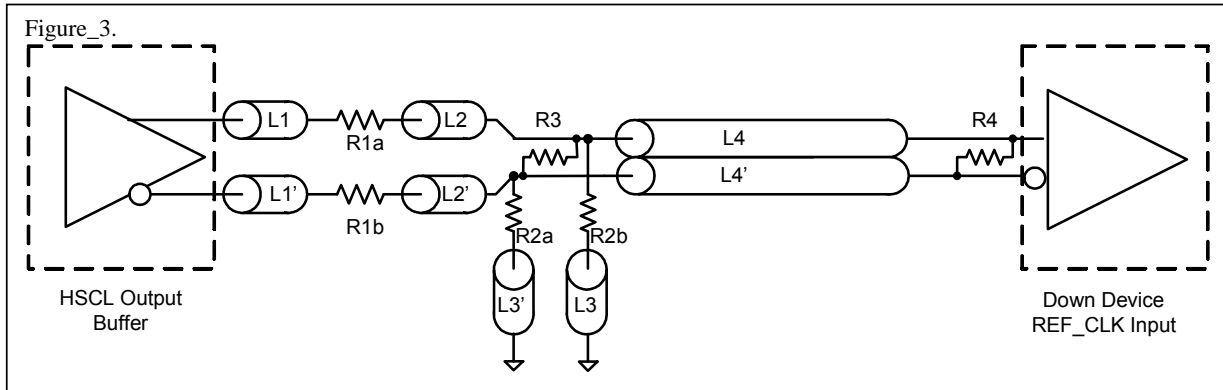 Figure_3.
R3
R4
L1
L2
L4
R1a
L4'
L1'
L2'
R1b
R2a
R2b
L3'
L3
HSCL Output
Buffer
Down Device
REF_CLK Input